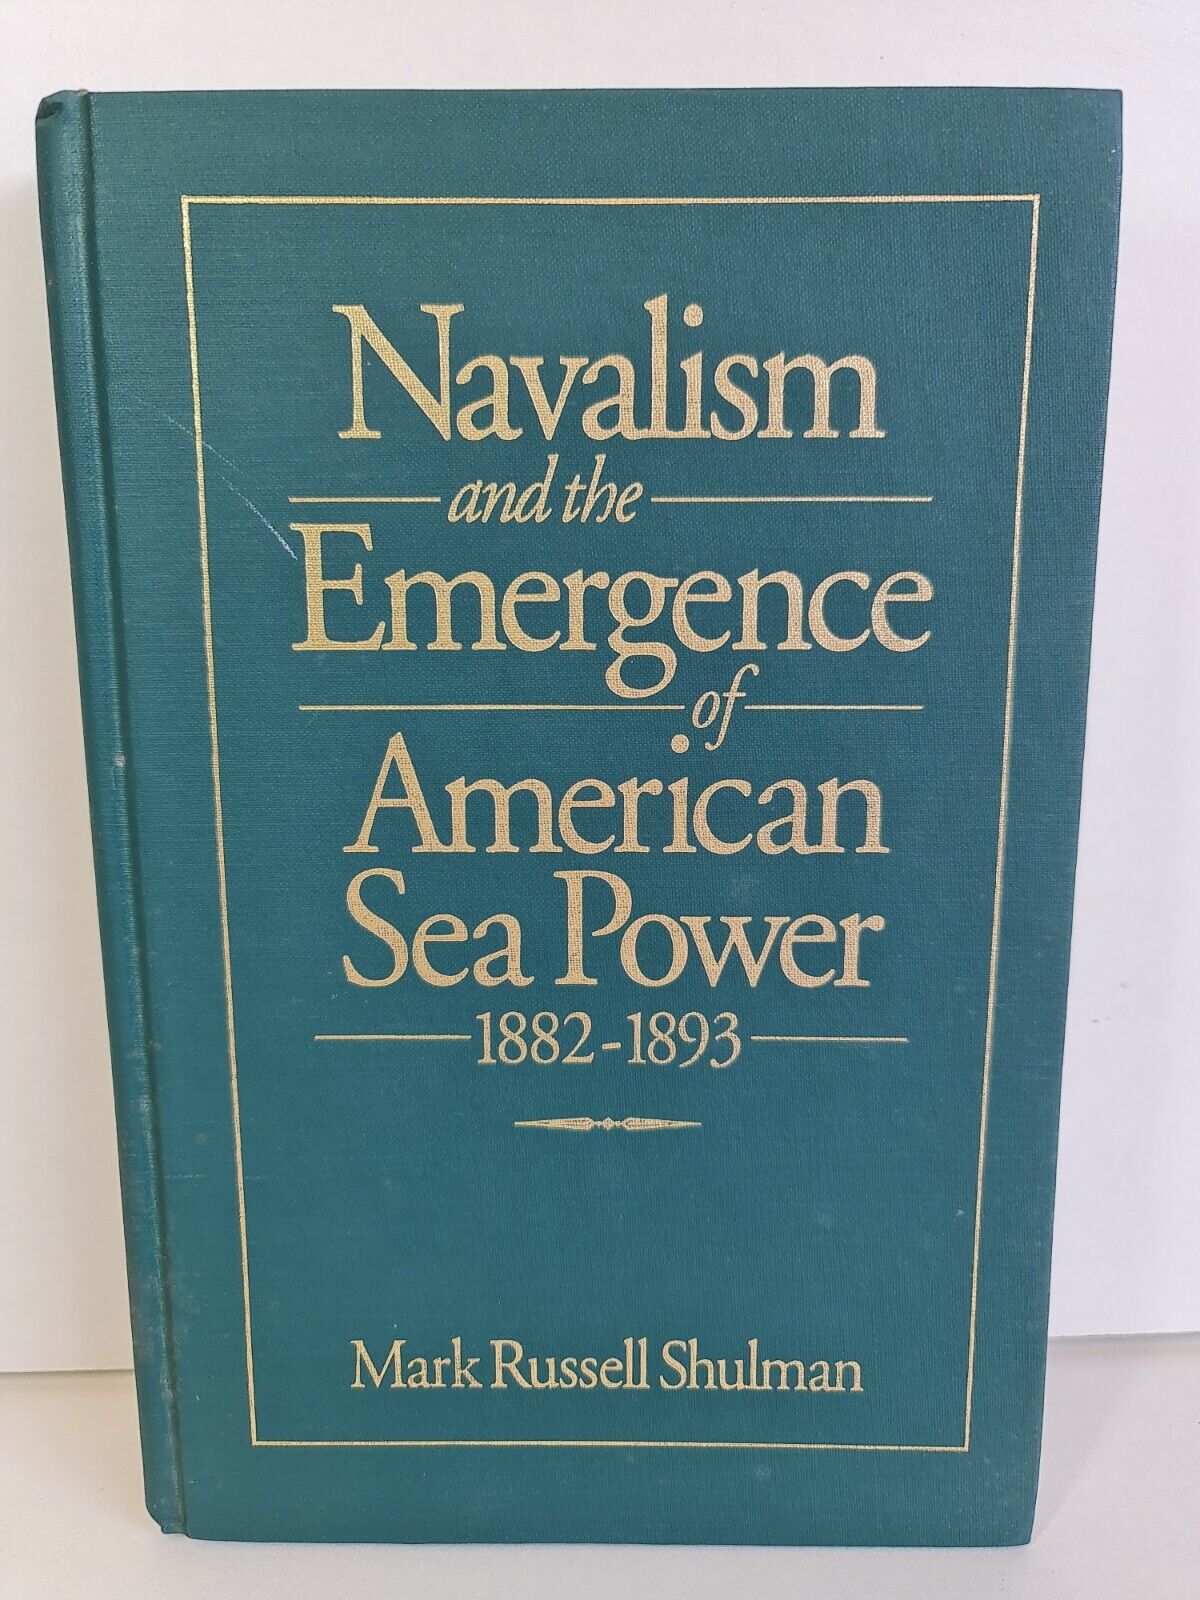 Navalism
and the
Emergence
of
American
Sea Power
1882-1893
Mark Russell Shulman